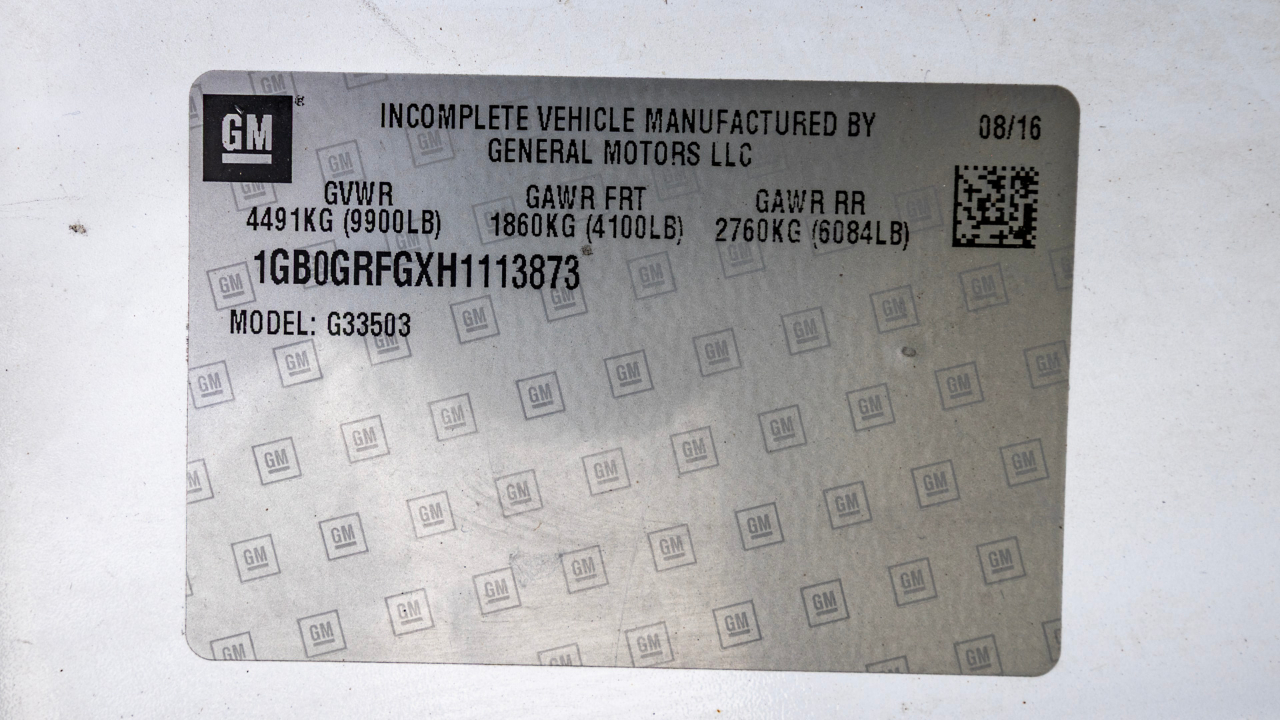 GM
INCOMPLETE VEHICLE MANUFACTURED BY
GENERAL MOTORS LLC
08/16
GVWR GAWR FRT GAWR RR
4491KG (9900LB) 1860KG (4100LB) 2760KG (6084LB)
1GB0GRFGXH1113873
MODEL: G33503